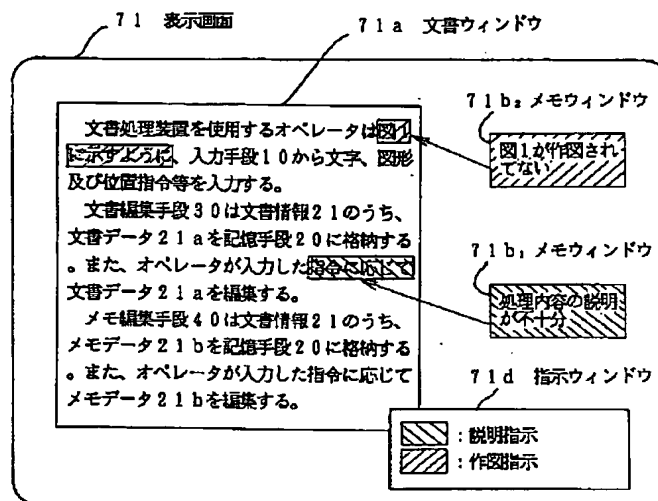 71 表示画面
71a 文書ウィンドウ
文書処理装置を使用するオペレータは図1
に示すように、入力手段10から文字、図形
及び位置指令等を入力する。
文書編集手段30は文書情報21のうち、
文書データ21aを記憶手段20に格納する
。また、オペレータが入力した指令に応じて
文書データ21aを編集する。
メモ編集手段40は文書情報21のうち、
メモデータ21bを記憶手段20に格納する
。また、オペレータが入力した指令に応じて
メモデータ21bを編集する。
71b₂ メモウィンドウ
図1が作図され
てない
71b₁ メモウィンドウ
処理内容の説明
が不十分
71d 指示ウィンドウ
:説明指示
:作図指示